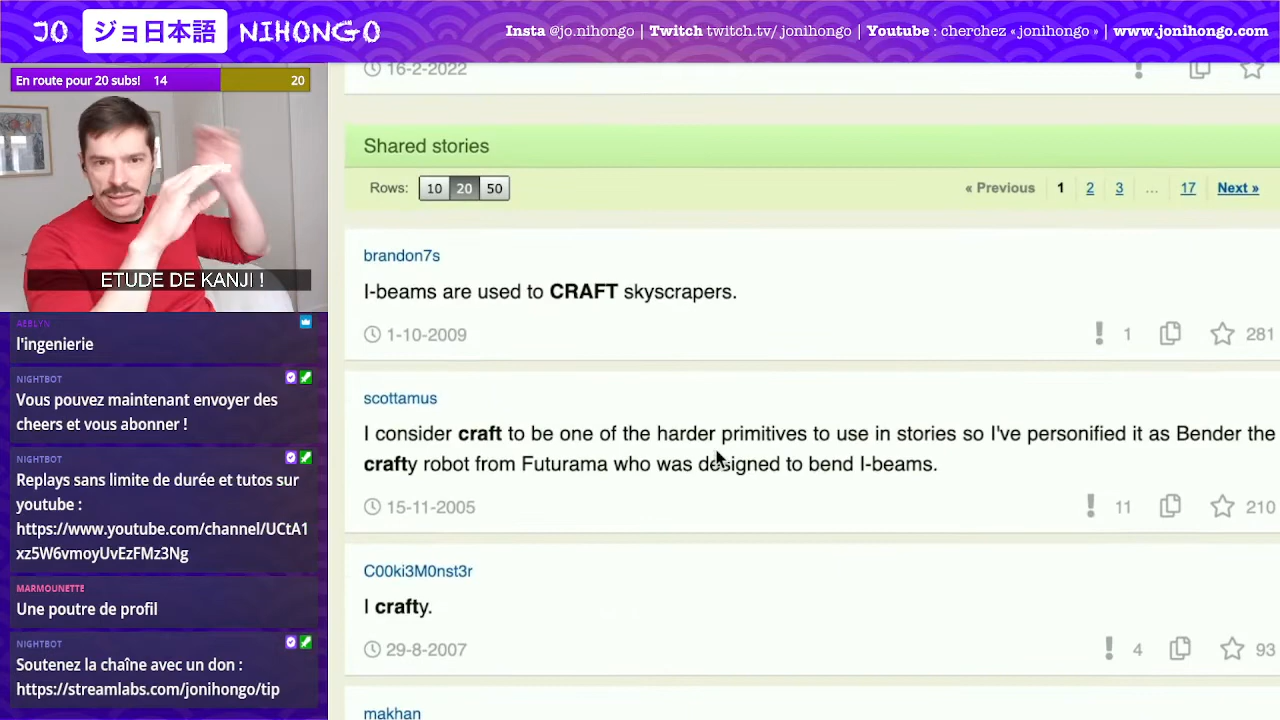 JO ジョ日本語 NIHONGO
Insta @jo.nihongo | Twitch twitch.tv/ jonihongo | Youtube : cherchez « jonihongo » | www.jonihongo.com
En route pour 20 subs! 14 20
ETUDE DE KANJI !
AEBLYN
l'ingenierie
NIGHTBOT
Vous pouvez maintenant envoyer des
cheers et vous abonner !
NIGHTBOT
Replays sans limite de durée et tutos sur
youtube :
https://www.youtube.com/channel/UCtA1
xz5W6vmoyUvEzFMz3Ng
MARMOUNETTE
Une poutre de profil
NIGHTBOT
Soutenez la chaîne avec un don :
https://streamlabs.com/jonihongo/tip
16-2-2022
Shared stories
Rows: 10 20 50 « Previous 1 2 3 ... 17 Next »
brandon7s
I-beams are used to CRAFT skyscrapers.
1-10-2009 1 281
scottamus
I consider craft to be one of the harder primitives to use in stories so I've personified it as Bender the
crafty robot from Futurama who was designed to bend I-beams.
15-11-2005 11 210
C00ki3M0nst3r
I crafty.
29-8-2007 4 93
makhan